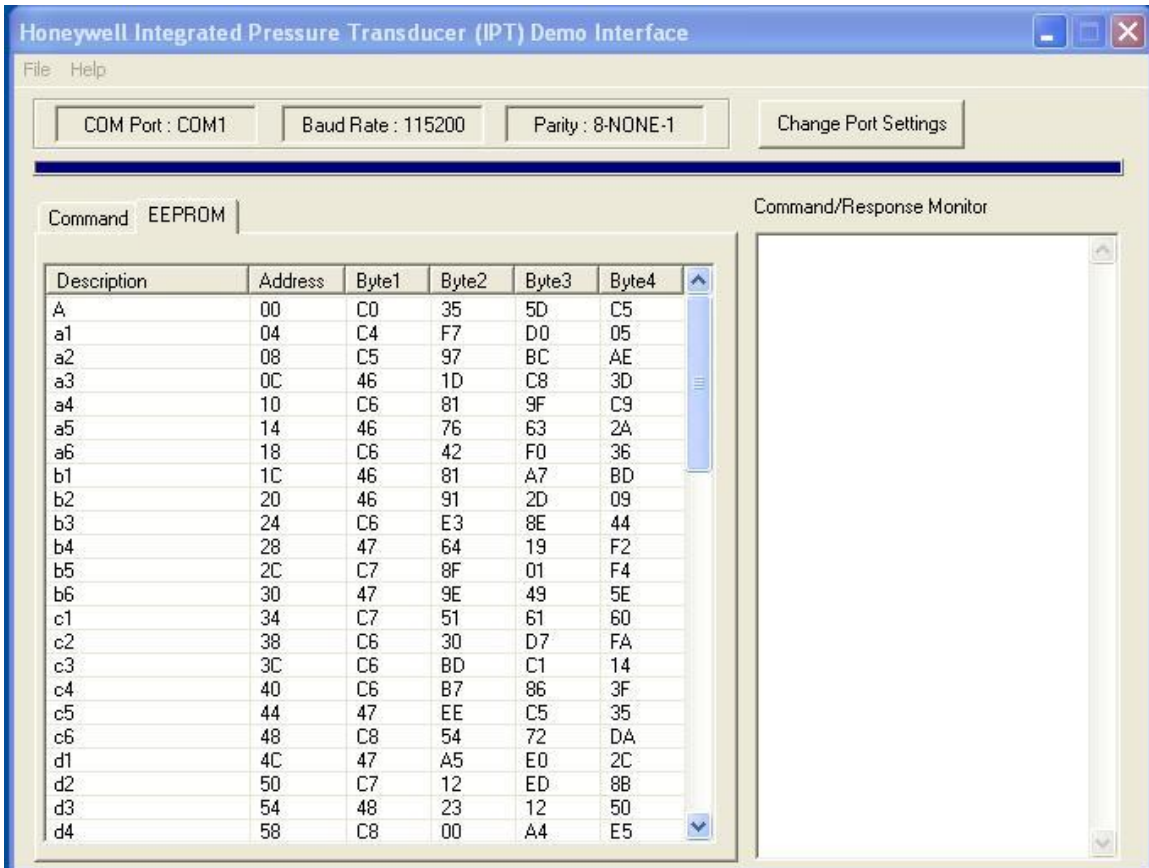 Honeywell Integrated Pressure Transducer (IPT) Demo Interface
File Help
COM Port : COM1 Baud Rate : 115200 Parity : 8-NONE-1 Change Port Settings
Command EEPROM
Command/Response Monitor
Description Address Byte1 Byte2 Byte3 Byte4
A 00 C0 35 5D C5
a1 04 C4 F7 D0 05
a2 08 C5 97 BC AE
a3 0C 46 1D C8 3D
a4 10 C6 81 9F C9
a5 14 46 76 63 2A
a6 18 C6 42 F0 36
b1 1C 46 81 A7 BD
b2 20 46 91 2D 09
b3 24 C6 E3 8E 44
b4 28 47 64 19 F2
b5 2C C7 8F 01 F4
b6 30 47 9E 49 5E
c1 34 C7 51 61 60
c2 38 C6 30 D7 FA
c3 3C C6 BD C1 14
c4 40 C6 B7 86 3F
c5 44 47 EE C5 35
c6 48 C8 54 72 DA
d1 4C 47 A5 E0 2C
d2 50 C7 12 ED 8B
d3 54 48 23 12 50
d4 58 C8 00 A4 E5